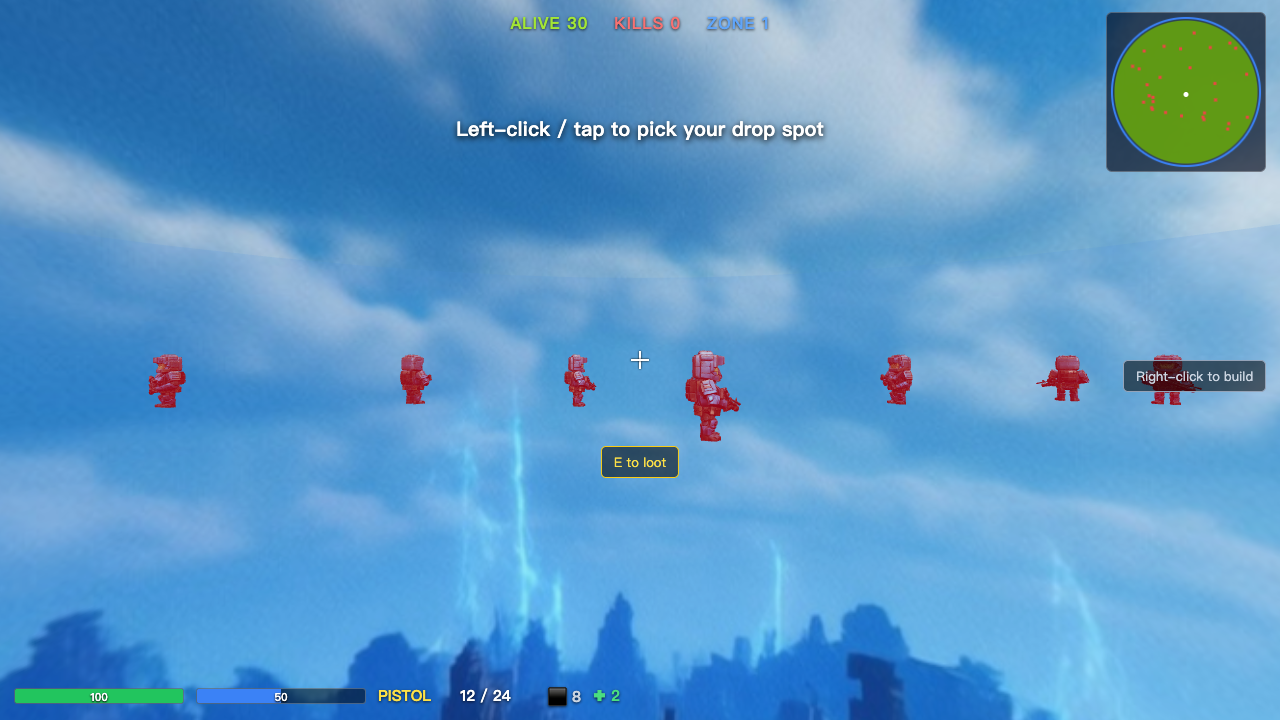 ALIVE 30 KILLS 0 ZONE 1
Left-click / tap to pick your drop spot
Right-click to build
E to loot
100 50 PISTOL 12 / 24 8 2